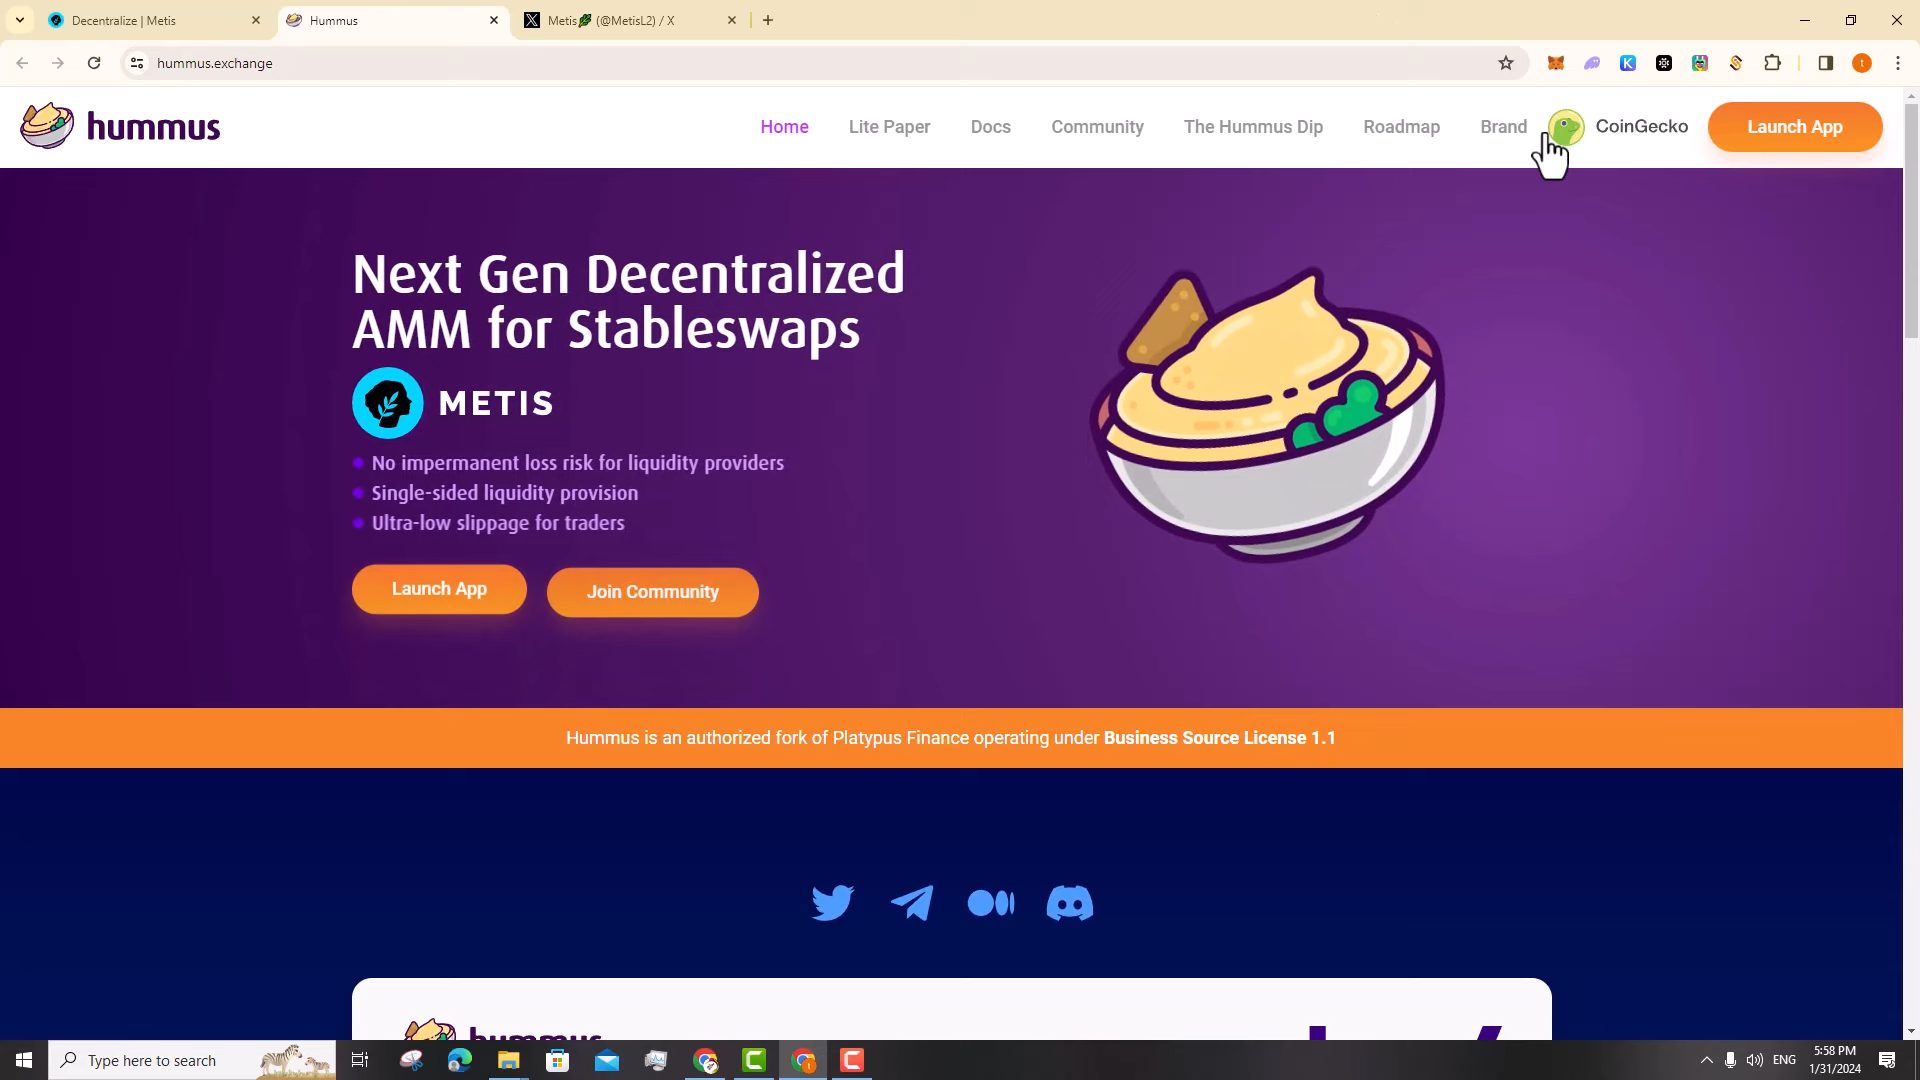 Decentralize | Metis
Hummus
Metis (@MetisL2) / X
hummus.exchange
hummus
Home
Lite Paper
Docs
Community
The Hummus Dip
Roadmap
Brand
CoinGecko
Launch App
Next Gen Decentralized
AMM for Stableswaps
METIS
No impermanent loss risk for liquidity providers
Single-sided liquidity provision
Ultra-low slippage for traders
Launch App
Join Community
Hummus is an authorized fork of Platypus Finance operating under Business Source License 1.1
hummus
Type here to search
ENG
5:58 PM
1/31/2024